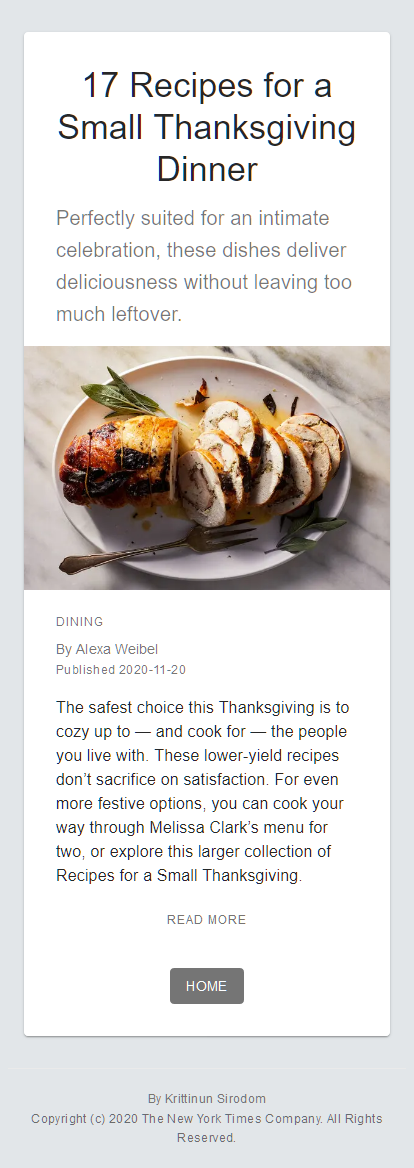 17 Recipes for a
Small Thanksgiving
Dinner
Perfectly suited for an intimate
celebration, these dishes deliver
deliciousness without leaving too
much leftover.
DINING
By Alexa Weibel
Published 2020-11-20
The safest choice this Thanksgiving is to
cozy up to — and cook for — the people
you live with. These lower-yield recipes
don’t sacrifice on satisfaction. For even
more festive options, you can cook your
way through Melissa Clark’s menu for
two, or explore this larger collection of
Recipes for a Small Thanksgiving.
READ MORE
HOME
By Krittinun Sirodom
Copyright (c) 2020 The New York Times Company. All Rights
Reserved.